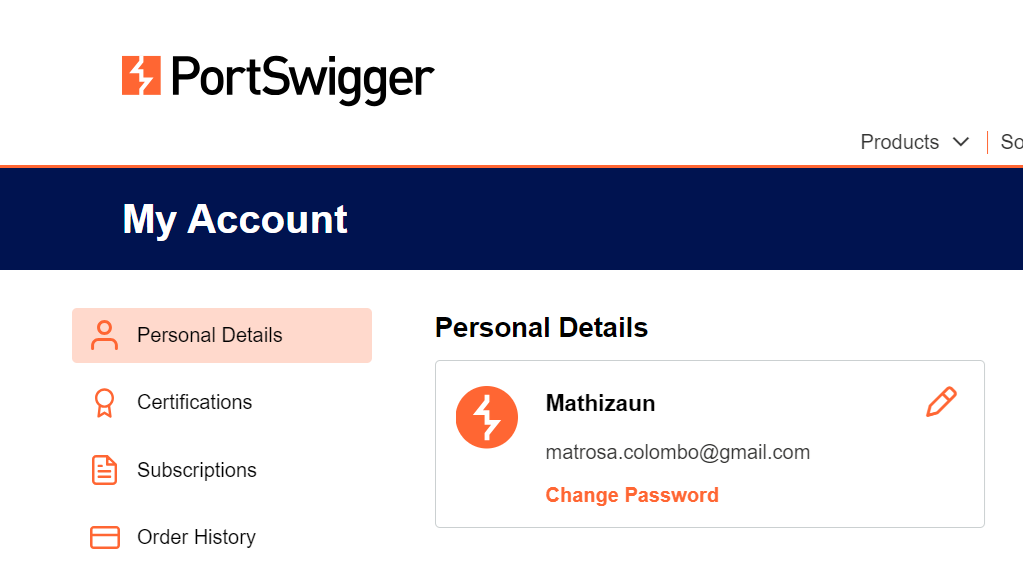 PortSwigger
Products
My Account
Personal Details
Certifications
Subscriptions
Order History
Personal Details
Mathizaun
matrosa.colombo@gmail.com
Change Password